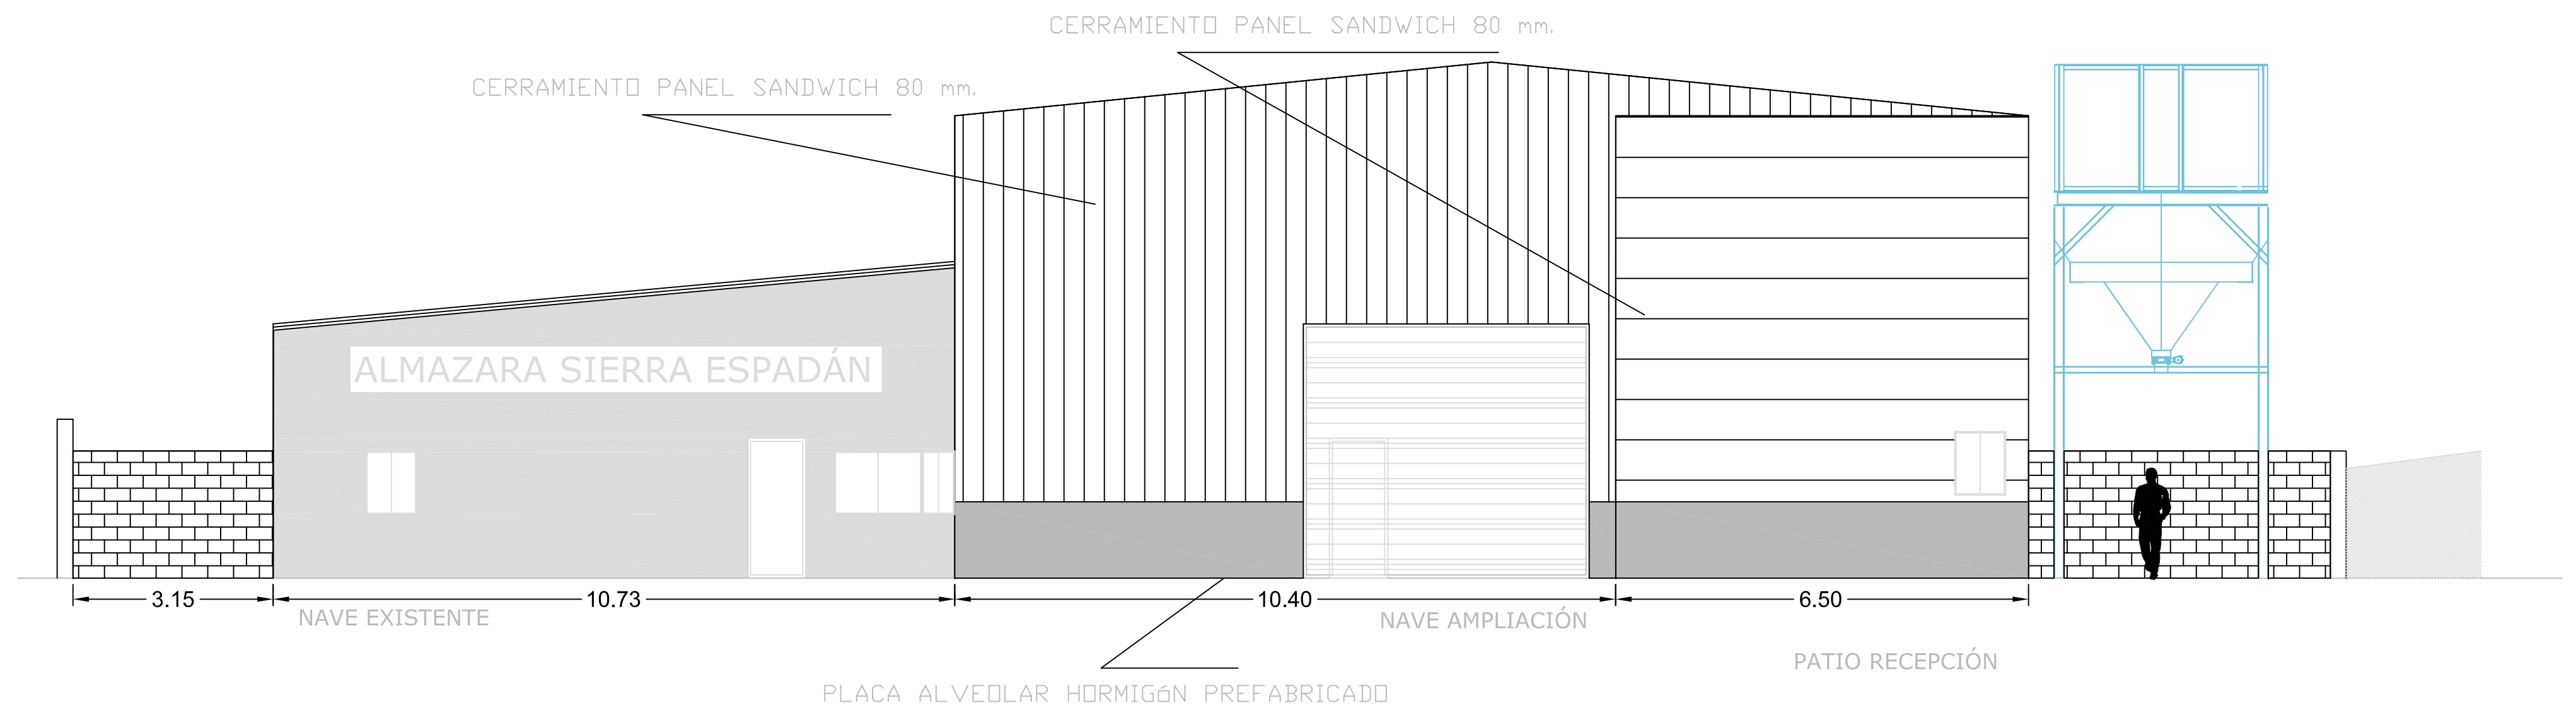 CERRAMIENTO PANEL SANDWICH 80 mm.
CERRAMIENTO PANEL SANDWICH 80 mm.
ALMAZARA SIERRA ESPADÁN
3.15
10.73
10.40
6.50
NAVE EXISTENTE
NAVE AMPLIACIÓN
PATIO RECEPCIÓN
PLACA ALVEOLAR HORMIGóN PREFABRICADO